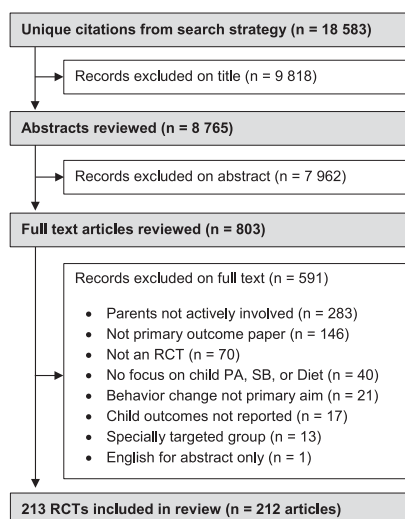 Unique citations from search strategy (n = 18 583)
Records excluded on title (n = 9 818)
Abstracts reviewed (n = 8 765)
Records excluded on abstract (n = 7 962)
Full text articles reviewed (n = 803)
Records excluded on full text (n = 591)
• Parents not actively involved (n = 283)
• Not primary outcome paper (n = 146)
• Not an RCT (n = 70)
• No focus on child PA, SB, or Diet (n = 40)
• Behavior change not primary aim (n = 21)
• Child outcomes not reported (n = 17)
• Specially targeted group (n = 13)
• English for abstract only (n = 1)
213 RCTs included in review (n = 212 articles)